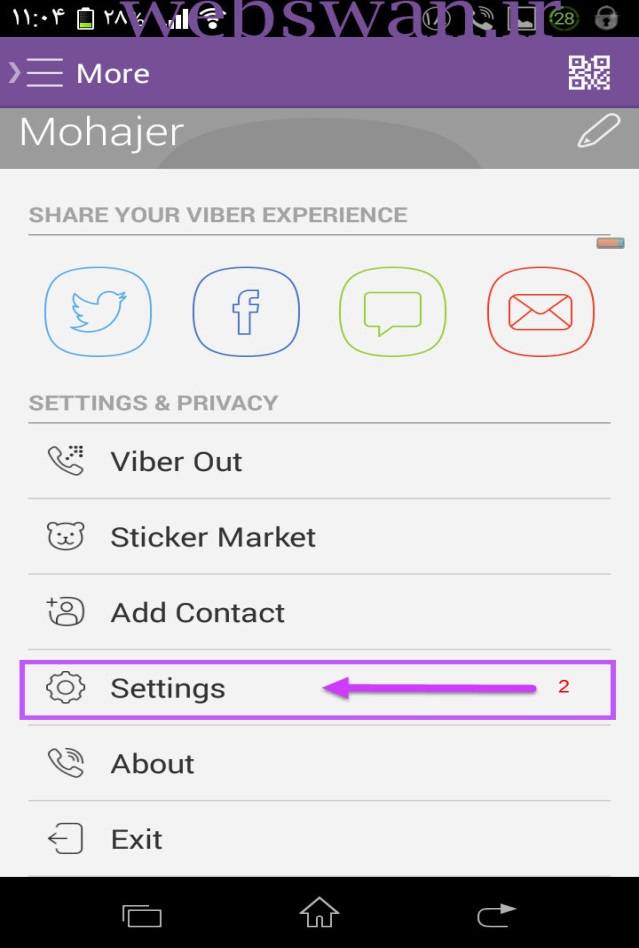 webswan.ir
۱۱:۰۴ ۲۸% 28
More
Mohajer
SHARE YOUR VIBER EXPERIENCE
SETTINGS & PRIVACY
Viber Out
Sticker Market
Add Contact
Settings 2
About
Exit